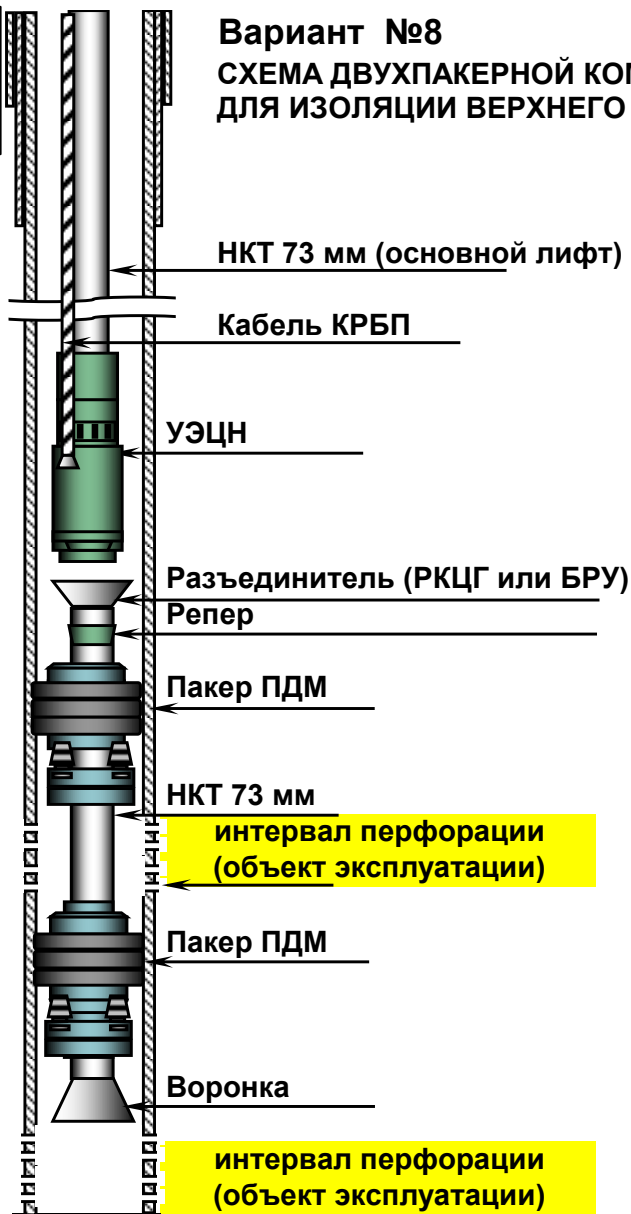 Вариант №8
СХЕМА ДВУХПАКЕРНОЙ
ДЛЯ ИЗОЛЯЦИИ ВЕРХНЕГО
НКТ 73 мм (основной лифт)
Кабель КРБП
УЭЦН
Разъединитель (РКЦГ или БРУ)
Репер
Пакер ПДМ
НКТ 73 мм
интервал перфорации
(объект эксплуатации)
Пакер ПДМ
Воронка
интервал перфорации
(объект эксплуатации)